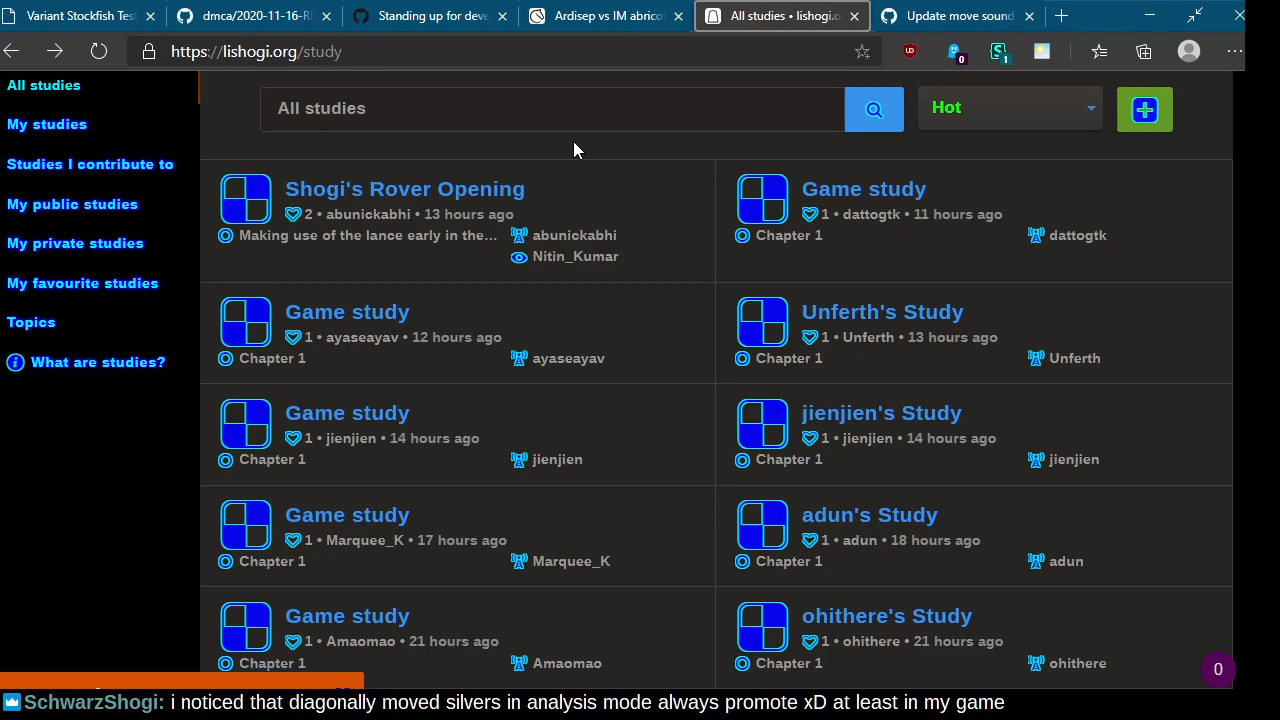 Variant Stockfish Tes
dmca/2020-11-16-RI
Standing up for deve
Ardisep vs IM abrico
All studies • lishogi.o
Update move sound
https://lishogi.org/study
0
1
All studies
My studies
Studies I contribute to
My public studies
My private studies
My favourite studies
Topics
What are studies?
All studies
Hot
Shogi's Rover Opening
2 • abunickabhi • 13 hours ago
Making use of the lance early in the...
abunickabhi
Nitin_Kumar
Game study
1 • dattogtk • 11 hours ago
Chapter 1
dattogtk
Game study
1 • ayaseayav • 12 hours ago
Chapter 1
ayaseayav
Unferth's Study
1 • Unferth • 13 hours ago
Chapter 1
Unferth
Game study
1 • jienjien • 14 hours ago
Chapter 1
jienjien
jienjien's Study
1 • jienjien • 14 hours ago
Chapter 1
jienjien
Game study
1 • Marquee_K • 17 hours ago
Chapter 1
Marquee_K
adun's Study
1 • adun • 18 hours ago
Chapter 1
adun
Game study
1 • Amaomao • 21 hours ago
Chapter 1
Amaomao
ohithere's Study
1 • ohithere • 21 hours ago
Chapter 1
ohithere
0
SchwarzShogi: i noticed that diagonally moved silvers in analysis mode always promote xD at least in my game